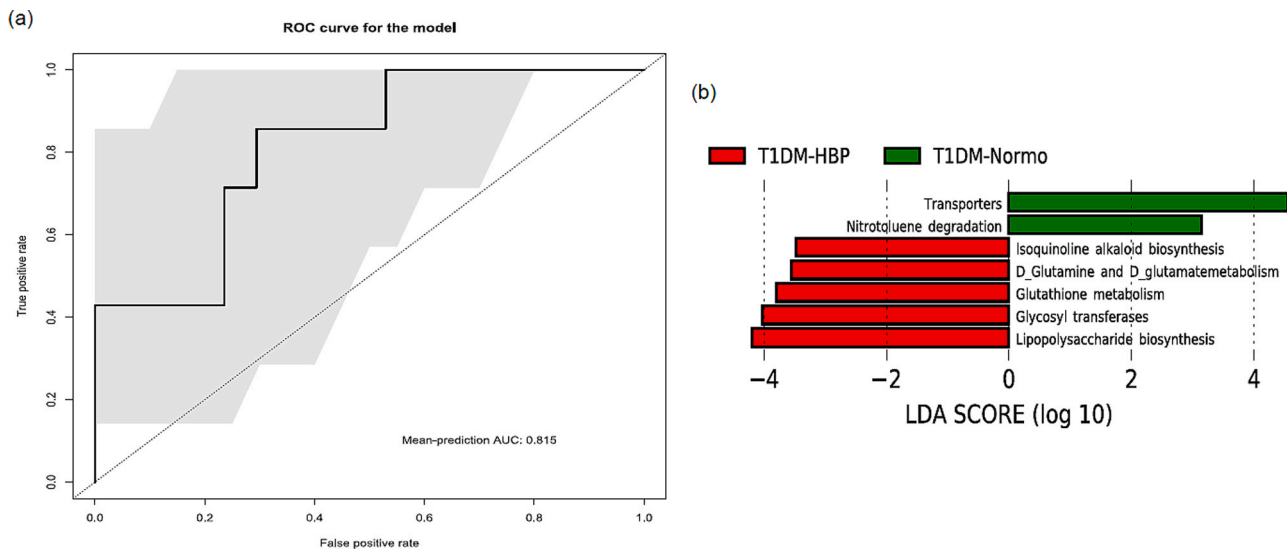 (a)
ROC curve for the model
True positive rate
1.0
0.8
0.6
0.4
0.2
0.0
Mean-prediction AUC: 0.815
0.0 0.2 0.4 0.6 0.8 1.0
False positive rate
(b)
T1DM-HBP T1DM-Normo
Transporters
Nitrotoluene degradation
Isoquinoline alkaloid biosynthesis
D_Glutamine and D_glutamatemetabolism
Glutathione metabolism
Glycosyl transferases
Lipopolysaccharide biosynthesis
−4 −2 0 2 4
LDA SCORE (log 10)